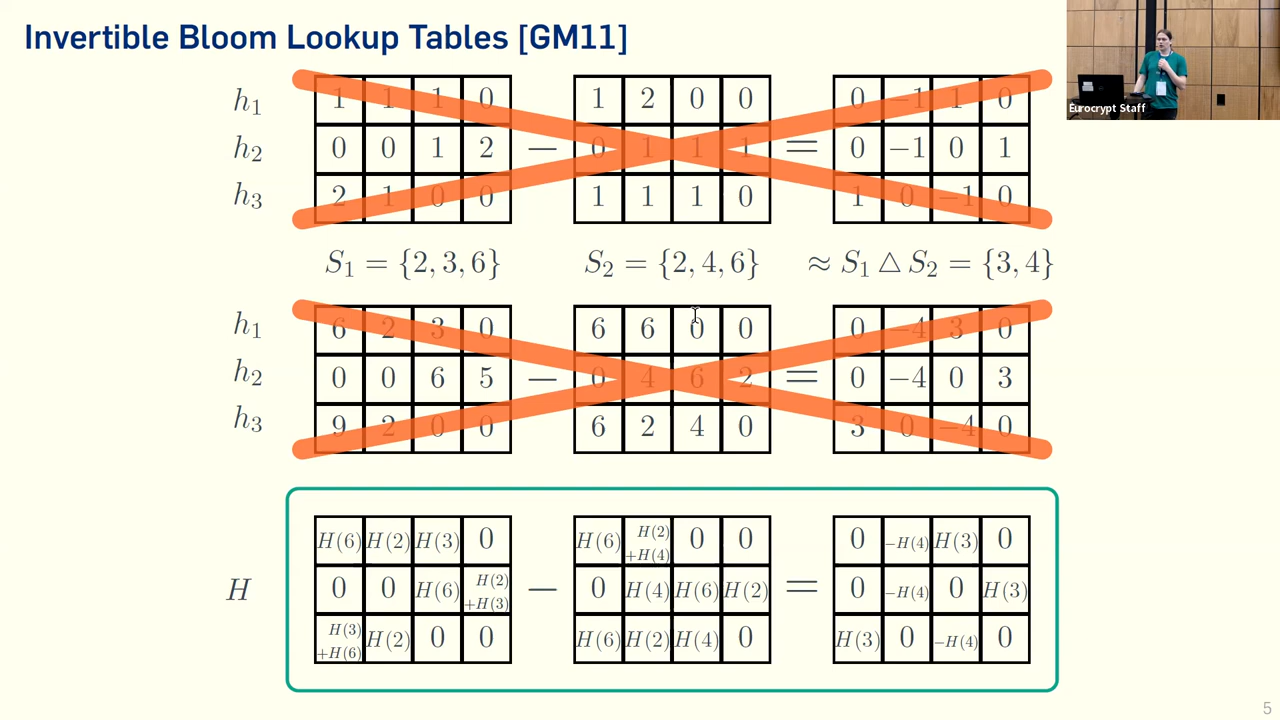 Invertible Bloom Lookup Tables [GM11]
Eurocrypt Staff
h₁ 1 1 1 0 1 2 0 0 0 −1 1 0
h₂ 0 0 1 2 − 0 1 1 1 = 0 −1 0 1
h₃ 2 1 0 0 1 1 1 0 1 0 −1 0
S₁ = {2, 3, 6} S₂ = {2, 4, 6} ≈ S₁ △ S₂ = {3, 4}
h₁ 6 2 3 0 6 6 0 0 0 −4 3 0
h₂ 0 0 6 5 − 0 4 6 2 = 0 −4 0 3
h₃ 9 2 0 0 6 2 4 0 3 0 −4 0
H(6) H(2) H(3) 0 H(6) H(2)+H(4) 0 0 0 −H(4) H(3) 0
H 0 0 H(6) H(2)+H(3) − 0 H(4) H(6) H(2) = 0 −H(4) 0 H(3)
H(3)+H(6) H(2) 0 0 H(6) H(2) H(4) 0 H(3) 0 −H(4) 0
5